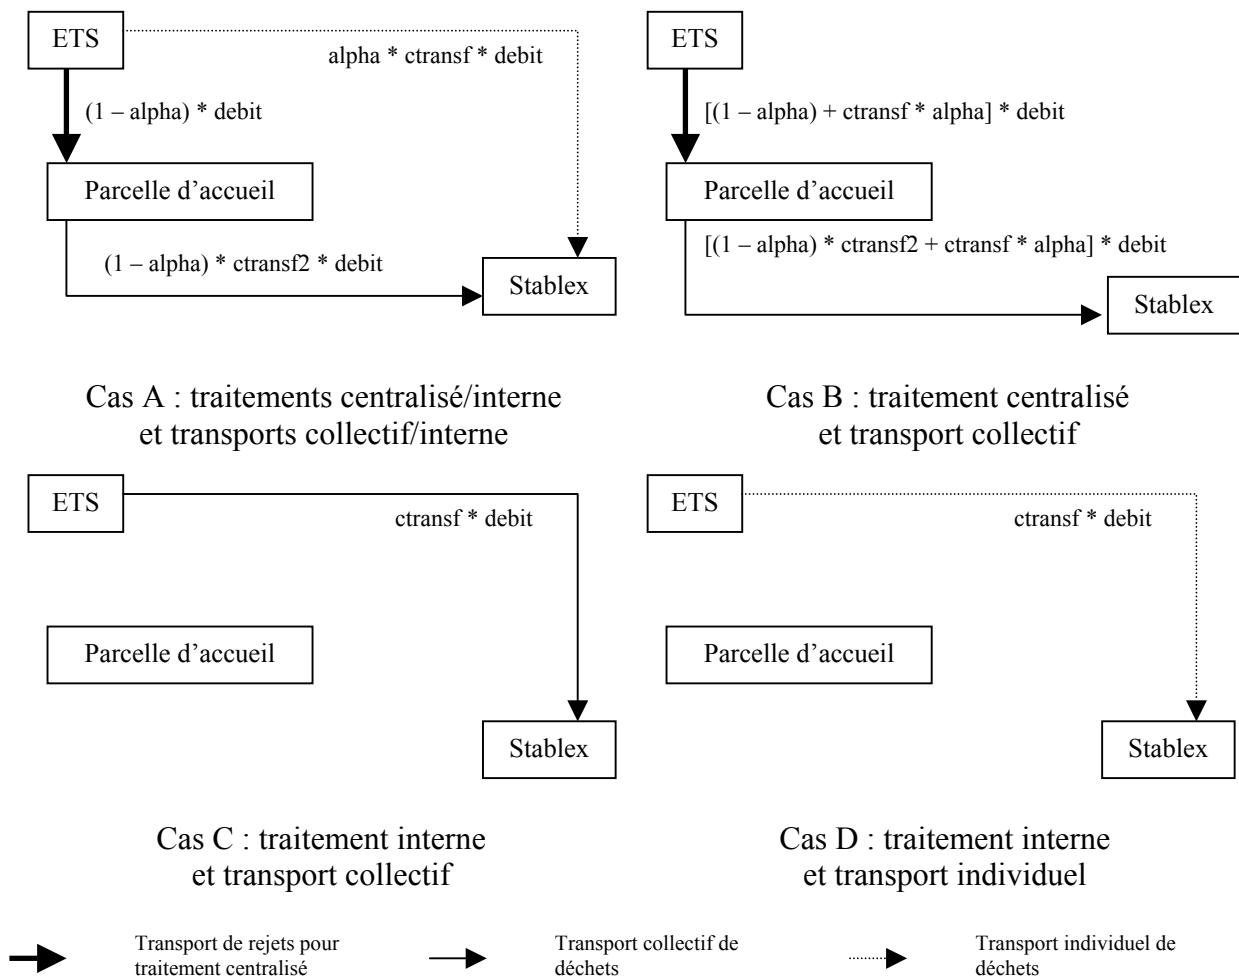 ETS
alpha * ctransf * debit
(1 – alpha) * debit
Parcelle d’accueil
(1 – alpha) * ctransf2 * debit
Stablex
Cas A : traitements centralisé/interne
et transports collectif/interne
ETS
[(1 – alpha) + ctransf * alpha] * debit
Parcelle d’accueil
[(1 – alpha) * ctransf2 + ctransf * alpha] * debit
Stablex
Cas B : traitement centralisé
et transport collectif
ETS
ctransf * debit
Parcelle d’accueil
Stablex
Cas C : traitement interne
et transport collectif
ETS
ctransf * debit
Parcelle d’accueil
Stablex
Cas D : traitement interne
et transport individuel
Transport de rejets pour
traitement centralisé
Transport collectif de
déchets
Transport individuel de
déchets